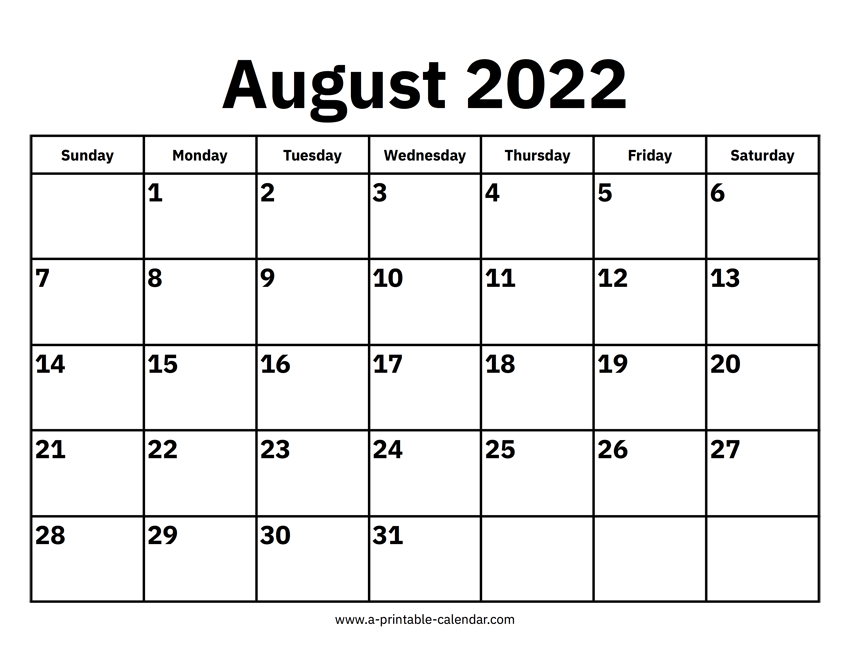 August 2022
Sunday Monday Tuesday Wednesday Thursday Friday Saturday
1 2 3 4 5 6
7 8 9 10 11 12 13
14 15 16 17 18 19 20
21 22 23 24 25 26 27
28 29 30 31
www.a-printable-calendar.com